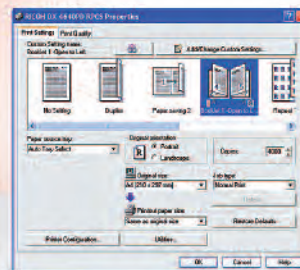 RICOH DX 4640PD RPCS Properties
Print Settings Print Quality
Custom Setting name:
Booklet 1: Open to Left
Add/Change Custom Settings...
No Setting
Duplex
Paper saving 2
Booklet 1: Open to L
Repeat
Paper source tray:
Auto Tray Select
Original orientation
R
Portrait
Landscape
Copies:
Original size:
A4 (210 x 297 mm)
Job type:
Normal Print
Printout paper size:
Same as original size
Restore Defaults
Printer Configuration...
Utilities...
OK
Cancel
Help